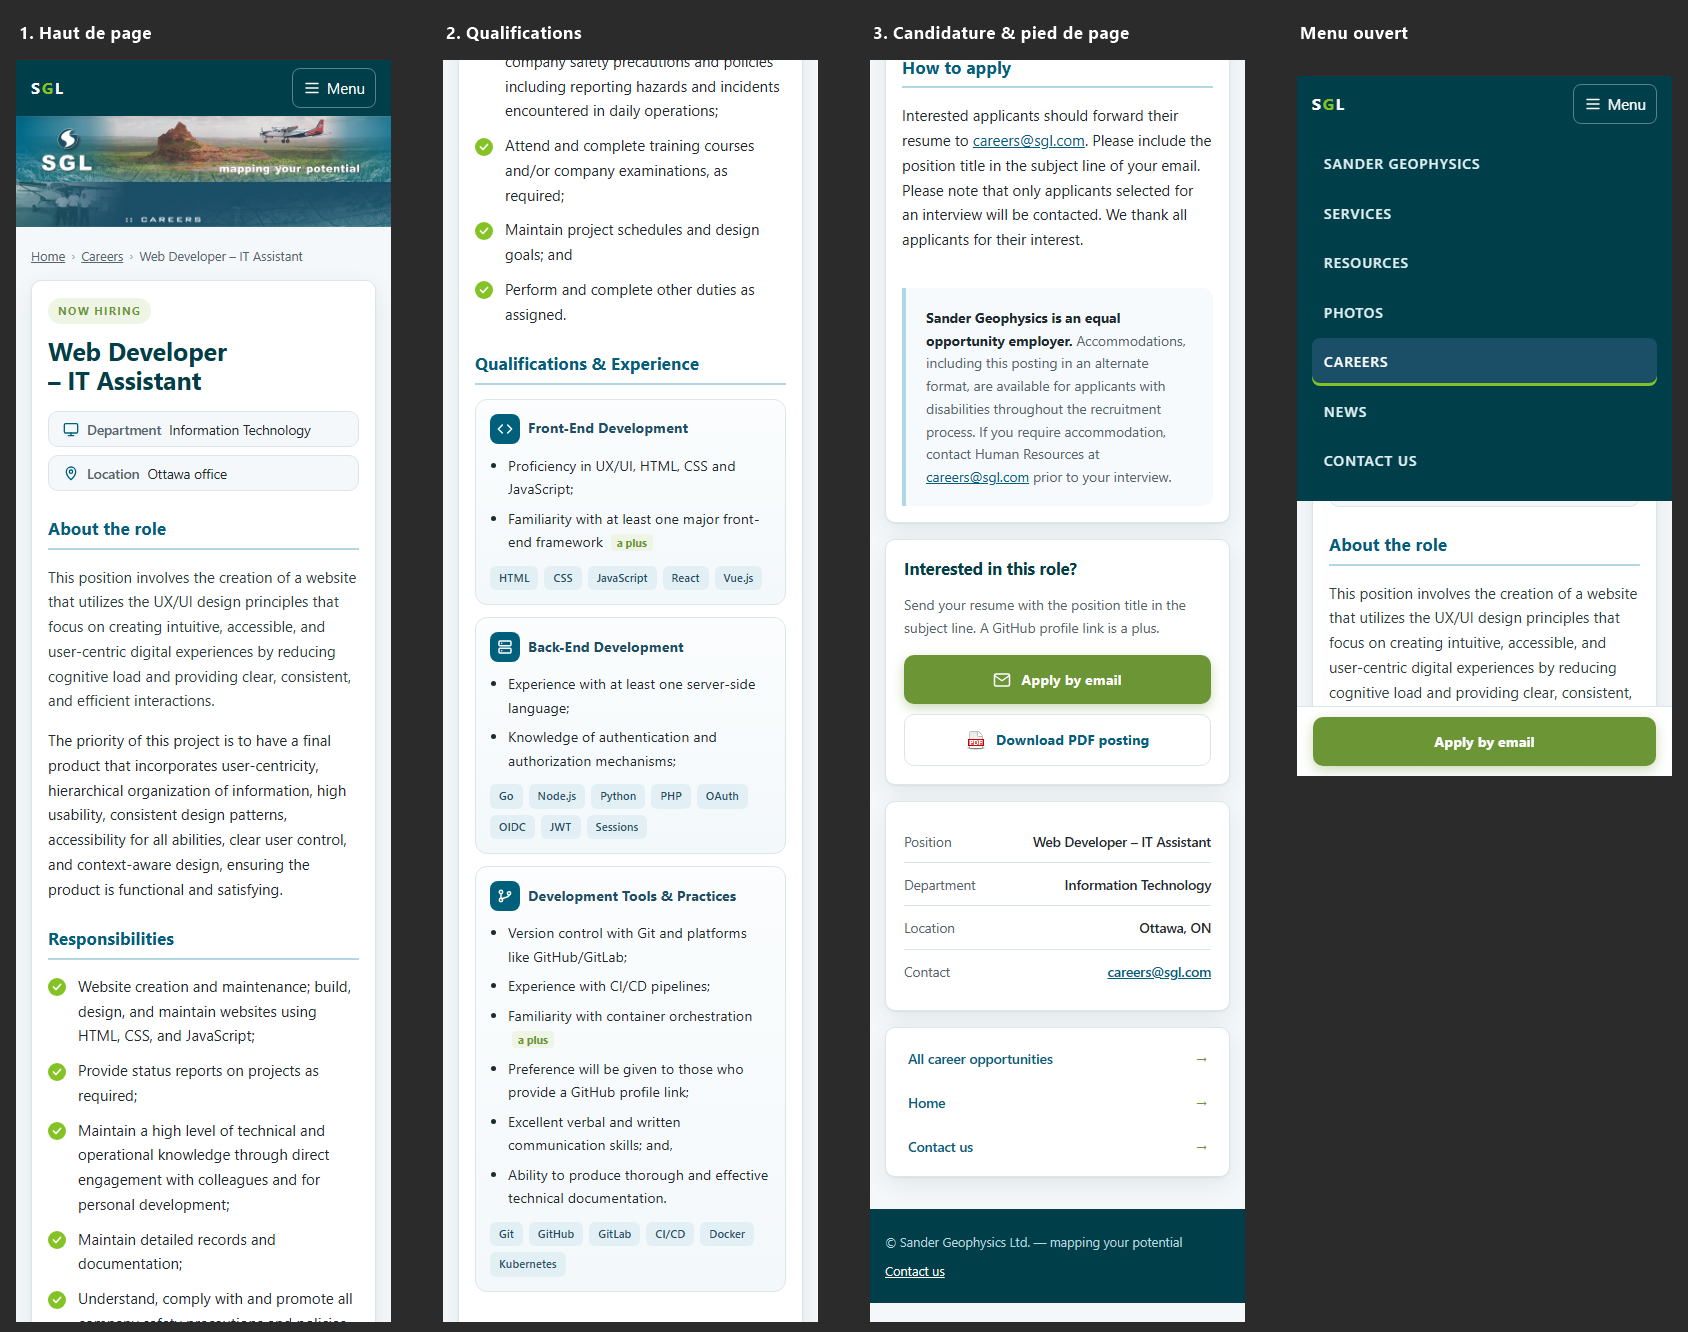 1. Haut de page
SGL
Menu
SGL
mapping your potential
:: CAREERS
Home › Careers › Web Developer – IT Assistant
NOW HIRING
Web Developer
– IT Assistant
Department Information Technology
Location Ottawa office
About the role
This position involves the creation of a website
that utilizes the UX/UI design principles that
focus on creating intuitive, accessible, and
user-centric digital experiences by reducing
cognitive load and providing clear, consistent,
and efficient interactions.
The priority of this project is to have a final
product that incorporates user-centricity,
hierarchical organization of information, high
usability, consistent design patterns,
accessibility for all abilities, clear user control,
and context-aware design, ensuring the
product is functional and satisfying.
Responsibilities
Website creation and maintenance; build,
design, and maintain websites using
HTML, CSS, and JavaScript;
Provide status reports on projects as
required;
Maintain a high level of technical and
operational knowledge through direct
engagement with colleagues and for
personal development;
Maintain detailed records and
documentation;
Understand, comply with and promote all
company safety precautions and policies
2. Qualifications
company safety precautions and policies
including reporting hazards and incidents
encountered in daily operations;
Attend and complete training courses
and/or company examinations, as
required;
Maintain project schedules and design
goals; and
Perform and complete other duties as
assigned.
Qualifications & Experience
Front-End Development
Proficiency in UX/UI, HTML, CSS and
JavaScript;
Familiarity with at least one major front-
end framework a plus
HTML CSS JavaScript React Vue.js
Back-End Development
Experience with at least one server-side
language;
Knowledge of authentication and
authorization mechanisms;
Go Node.js Python PHP OAuth
OIDC JWT Sessions
Development Tools & Practices
Version control with Git and platforms
like GitHub/GitLab;
Experience with CI/CD pipelines;
Familiarity with container orchestration
a plus
Preference will be given to those who
provide a GitHub profile link;
Excellent verbal and written
communication skills; and,
Ability to produce thorough and effective
technical documentation.
Git GitHub GitLab CI/CD Docker
Kubernetes
3. Candidature & pied de page
How to apply
Interested applicants should forward their
resume to careers@sgl.com. Please include the
position title in the subject line of your email.
Please note that only applicants selected for
an interview will be contacted. We thank all
applicants for their interest.
Sander Geophysics is an equal
opportunity employer. Accommodations,
including this posting in an alternate
format, are available for applicants with
disabilities throughout the recruitment
process. If you require accommodation,
contact Human Resources at
careers@sgl.com prior to your interview.
Interested in this role?
Send your resume with the position title in the
subject line. A GitHub profile link is a plus.
Apply by email
PDF Download PDF posting
Position Web Developer – IT Assistant
Department Information Technology
Location Ottawa, ON
Contact careers@sgl.com
All career opportunities →
Home →
Contact us →
© Sander Geophysics Ltd. — mapping your potential
Contact us
Menu ouvert
SGL
Menu
SANDER GEOPHYSICS
SERVICES
RESOURCES
PHOTOS
CAREERS
NEWS
CONTACT US
About the role
This position involves the creation of a website
that utilizes the UX/UI design principles that
focus on creating intuitive, accessible, and
user-centric digital experiences by reducing
cognitive load and providing clear, consistent,
Apply by email